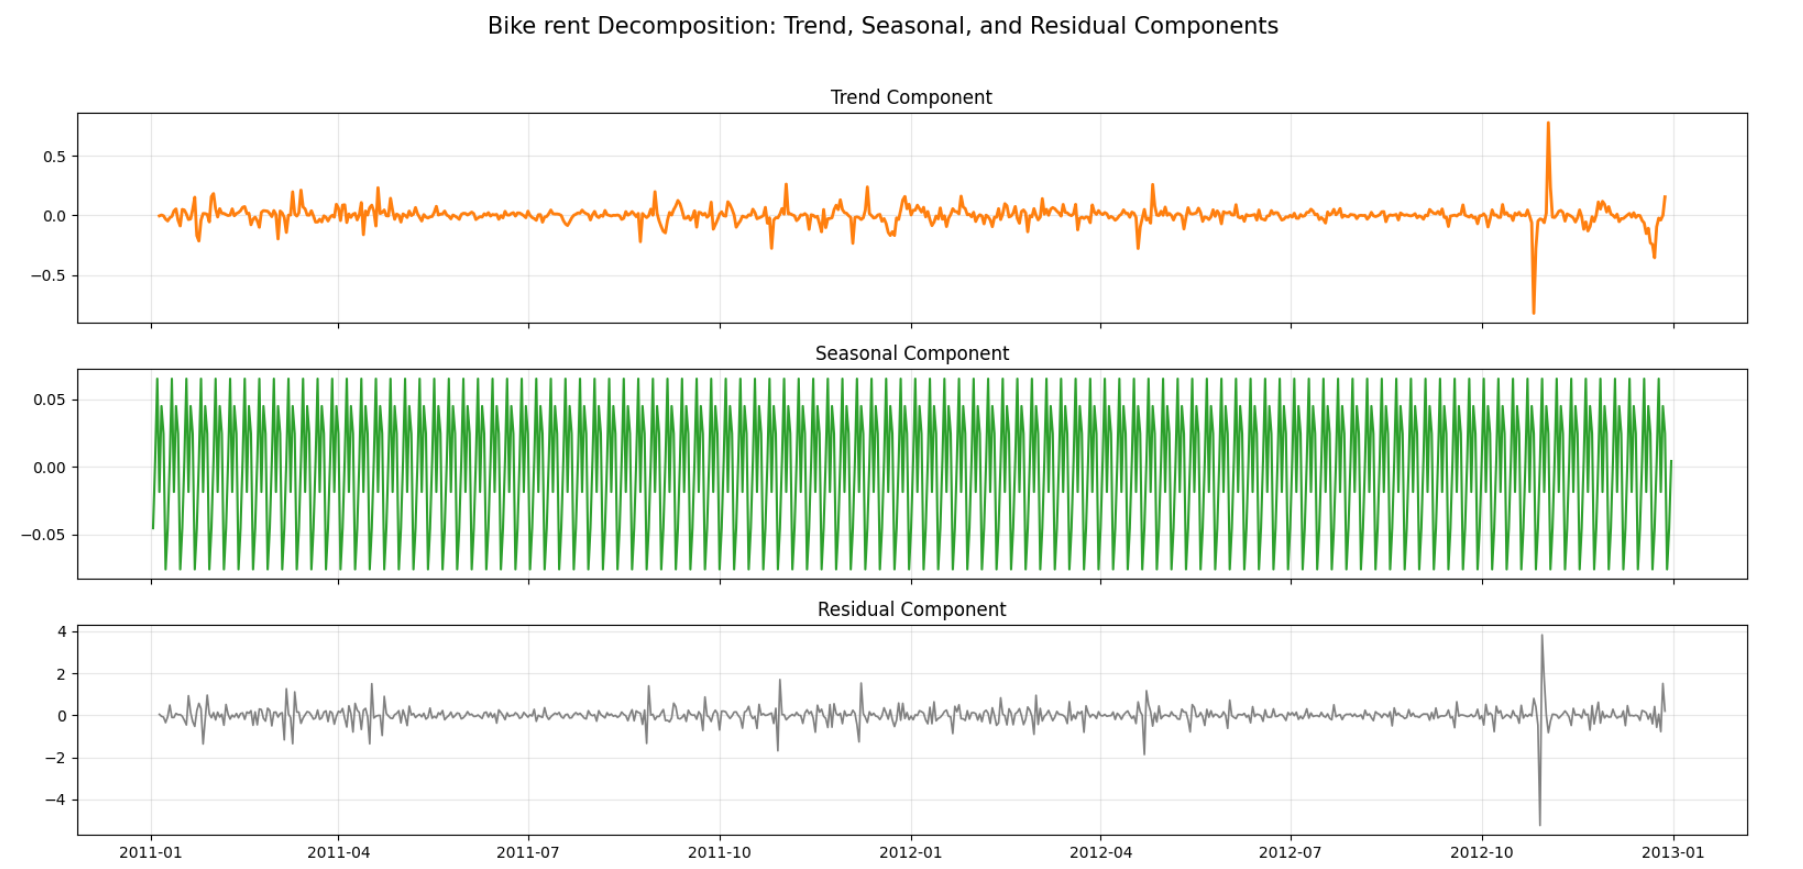 Bike rent Decomposition: Trend, Seasonal, and Residual Components
Trend Component
0.5
0.0
−0.5
Seasonal Component
0.05
0.00
−0.05
Residual Component
4
2
0
−2
−4
2011-01 2011-04 2011-07 2011-10 2012-01 2012-04 2012-07 2012-10 2013-01